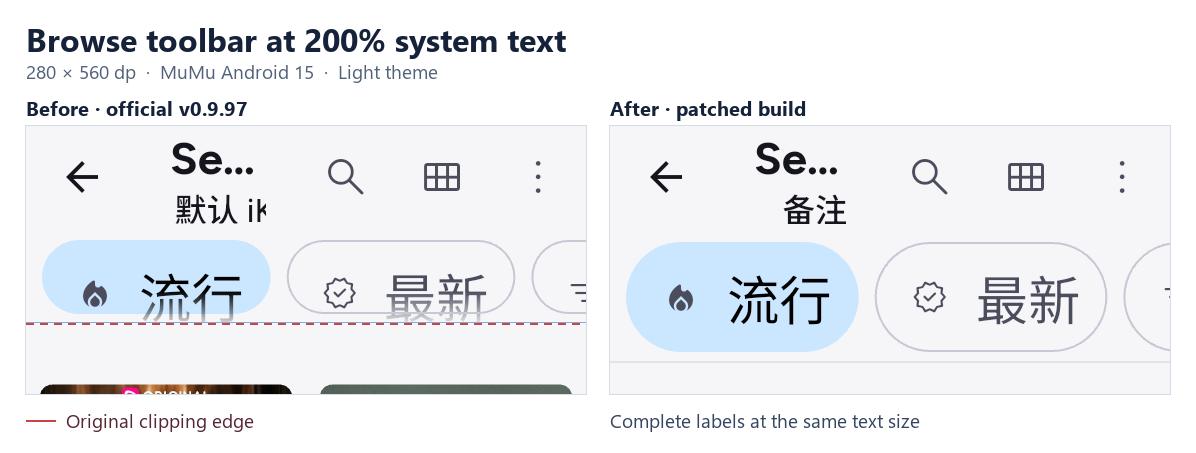 Browse toolbar at 200% system text
280 × 560 dp · MuMu Android 15 · Light theme
Before · official v0.9.97
Se...
默认 iK
流行
最新
Original clipping edge
After · patched build
Se...
备注
流行
最新
Complete labels at the same text size